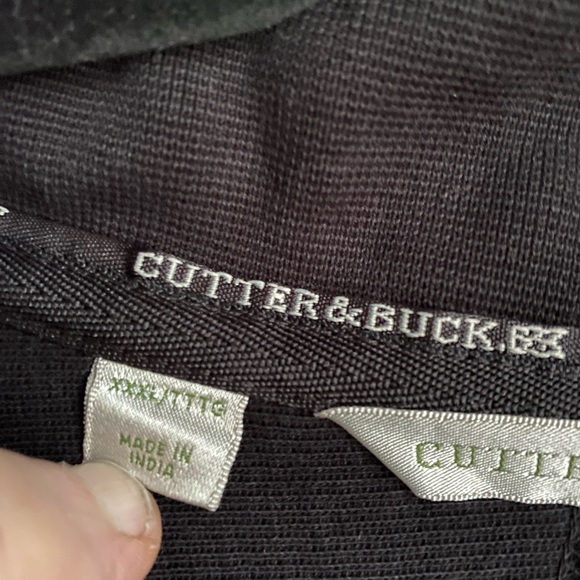 CUTTER & BUCK.
XXXL/TTTG
MADE IN
INDIA
CUTTE